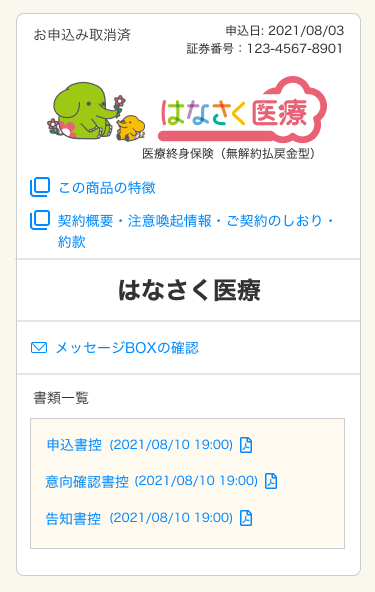 お申込み取消済
申込日: 2021/08/03
証券番号：123-4567-8901
はなさく医療
医療終身保険（無解約払戻金型）
この商品の特徴
契約概要・注意喚起情報・ご契約のしおり・
約款
はなさく医療
メッセージBOXの確認
書類一覧
申込書控 (2021/08/10 19:00)
意向確認書控 (2021/08/10 19:00)
告知書控 (2021/08/10 19:00)